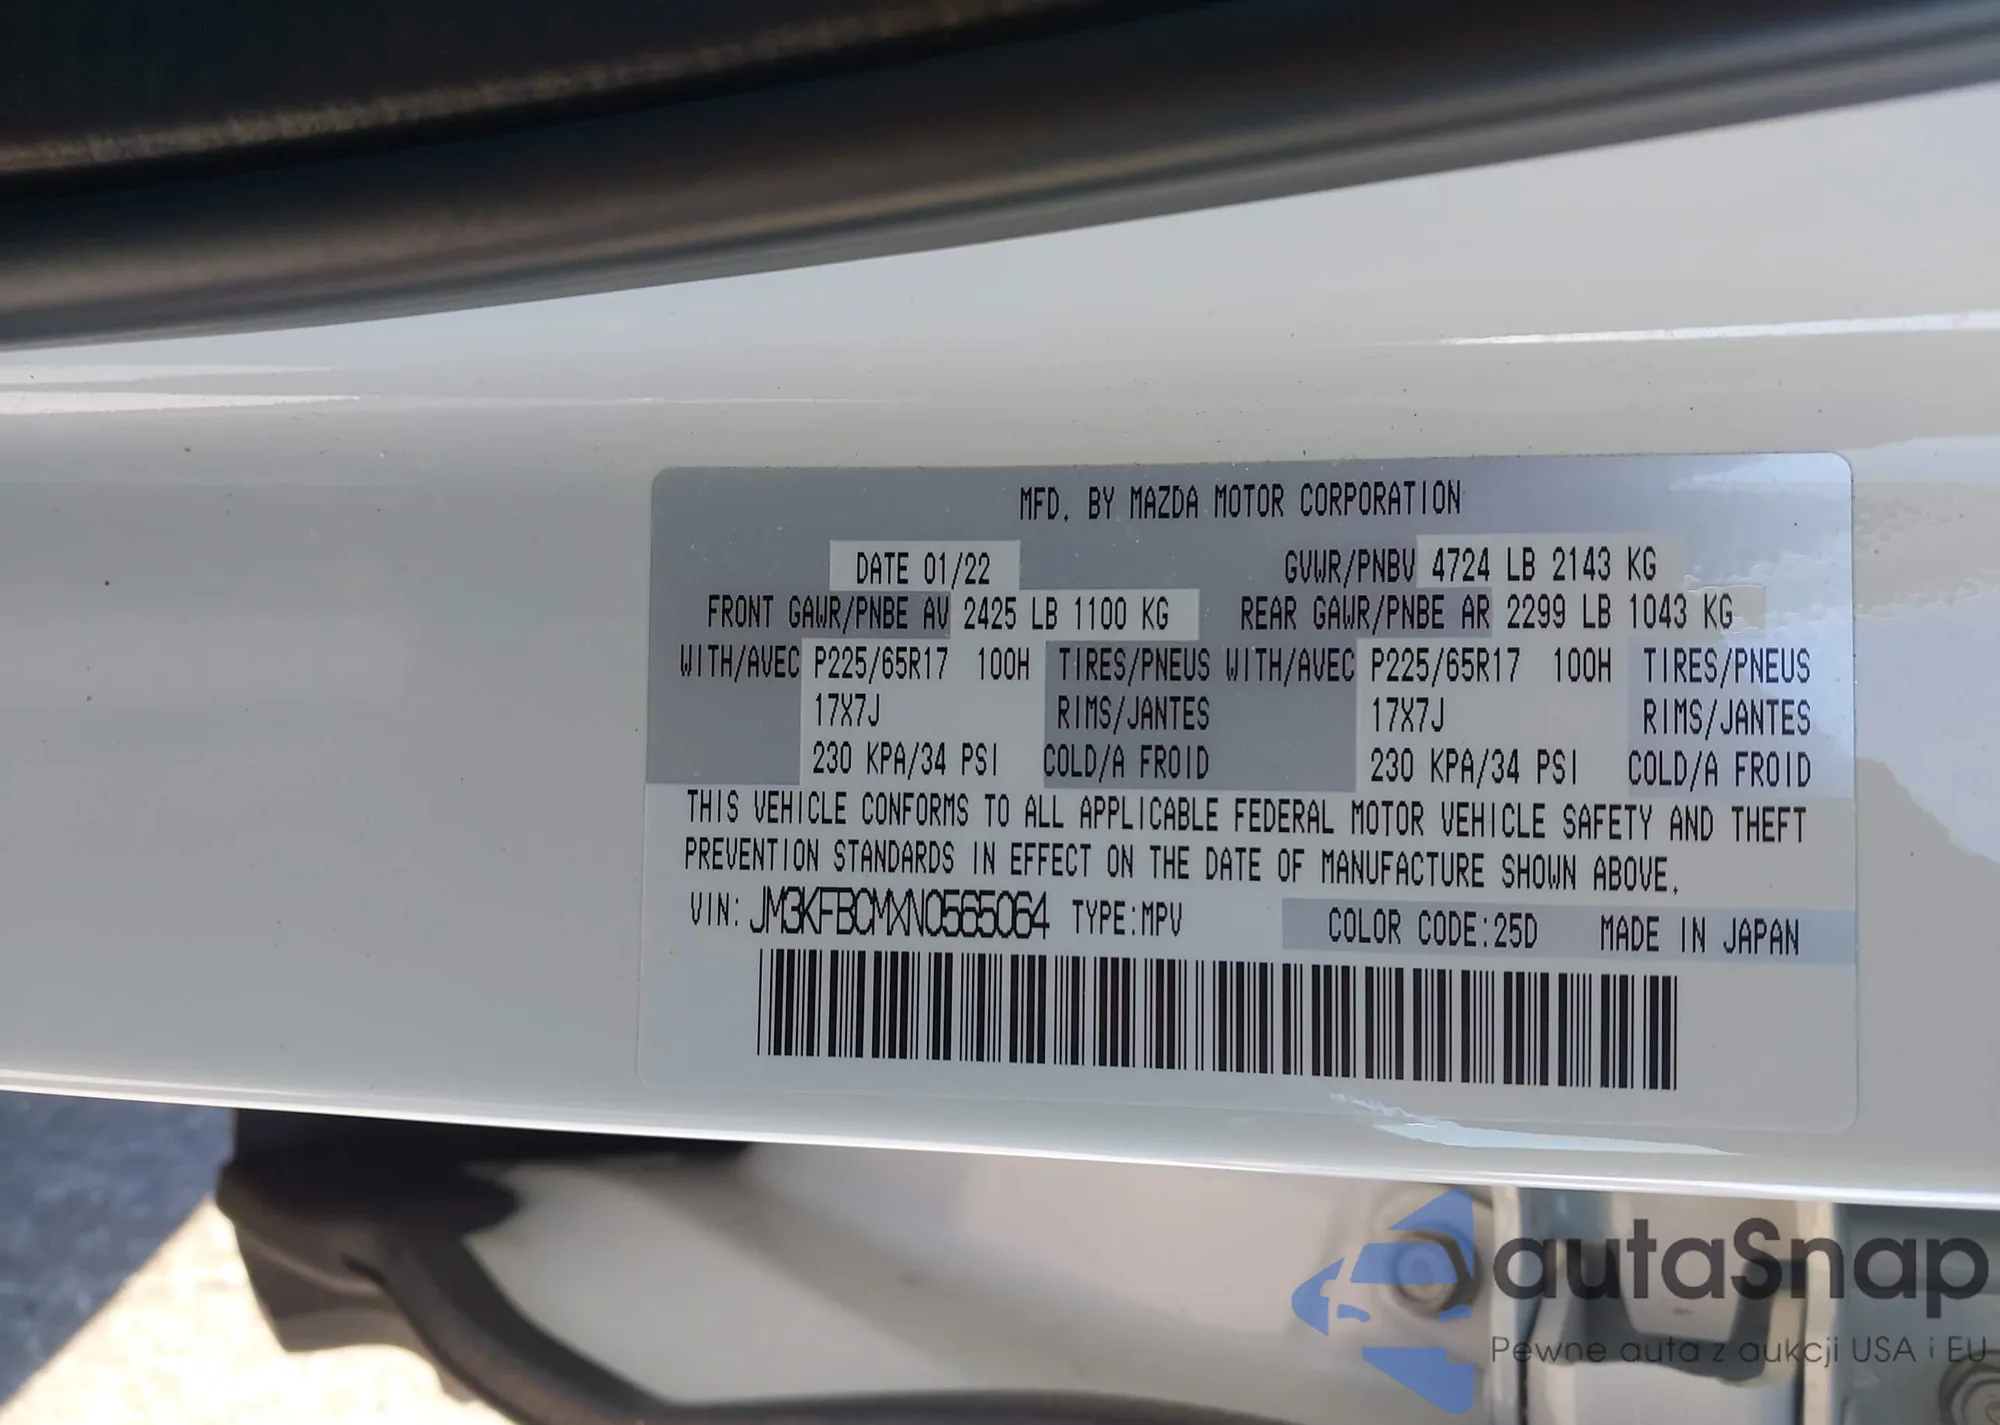 MFD. BY MAZDA MOTOR CORPORATION
DATE 01/22 GVWR/PNBV 4724 LB 2143 KG
FRONT GAWR/PNBE AV 2425 LB 1100 KG REAR GAWR/PNBE AR 2299 LB 1043 KG
WITH/AVEC P225/65R17 100H TIRES/PNEUS WITH/AVEC P225/65R17 100H TIRES/PNEUS
17X7J RIMS/JANTES 17X7J RIMS/JANTES
230 KPA/34 PSI COLD/A FROID 230 KPA/34 PSI COLD/A FROID
THIS VEHICLE CONFORMS TO ALL APPLICABLE FEDERAL MOTOR VEHICLE SAFETY AND THEFT
PREVENTION STANDARDS IN EFFECT ON THE DATE OF MANUFACTURE SHOWN ABOVE.
VIN: JM3KFBCMXN0565064 TYPE:MPV COLOR CODE:25D MADE IN JAPAN
autaSnap
Pewne auta z aukcji USA i EU